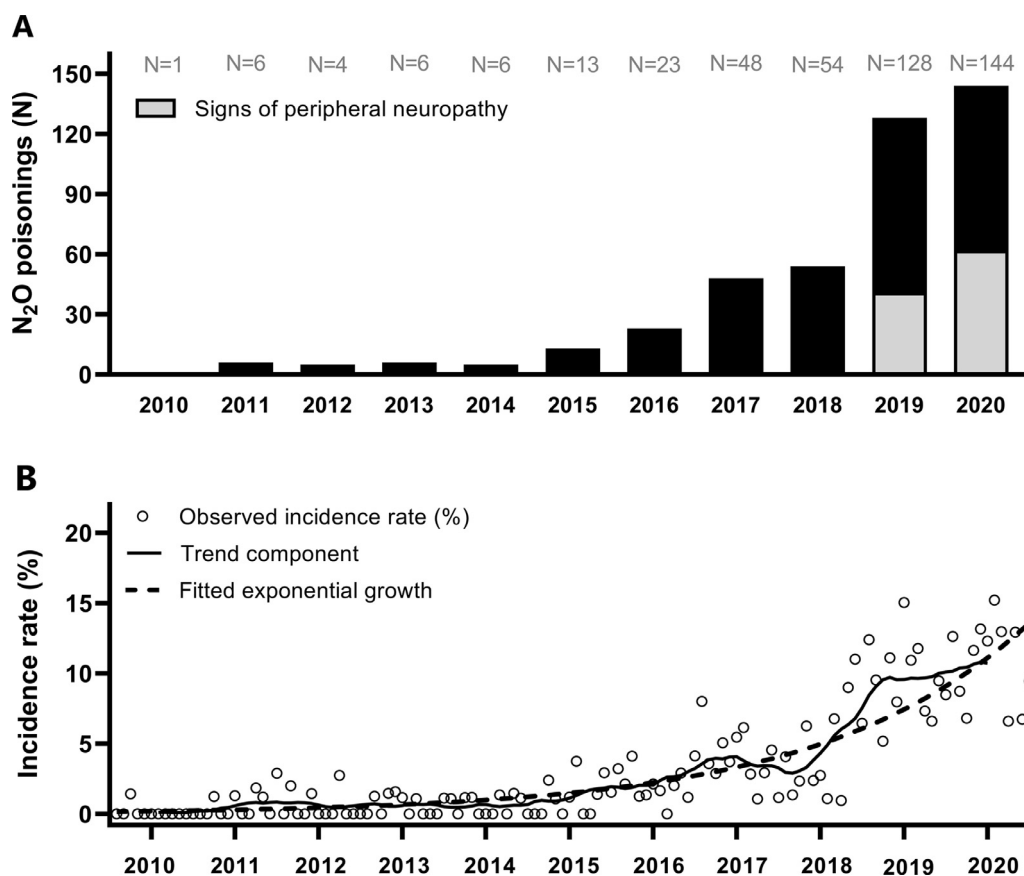 A
N=1 N=6 N=4 N=6 N=6 N=13 N=23 N=48 N=54 N=128 N=144
Signs of peripheral neuropathy
N₂O poisonings (N)
150
120
90
60
30
0
2010 2011 2012 2013 2014 2015 2016 2017 2018 2019 2020
B
Observed incidence rate (%)
Trend component
Fitted exponential growth
Incidence rate (%)
20
15
10
5
0
2010 2011 2012 2013 2014 2015 2016 2017 2018 2019 2020